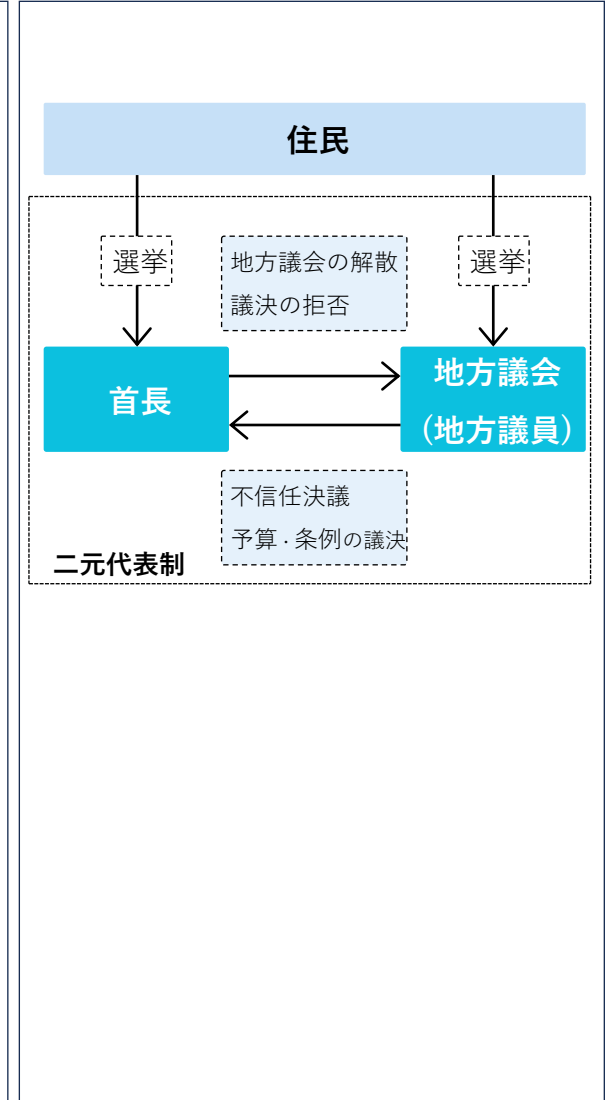 住民
選挙
地方議会の解散
議決の拒否
選挙
首長
地方議会
(地方議員)
不信任決議
予算・条例の議決
二元代表制